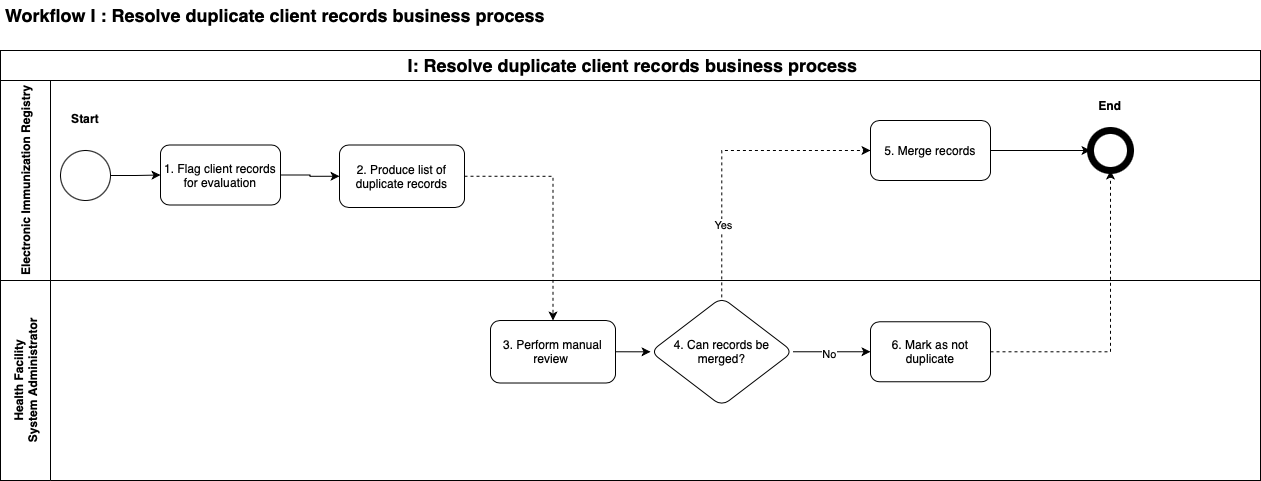 Workflow I : Resolve duplicate client records business process
I: Resolve duplicate client records business process
Electronic Immunization Registry
Start
1. Flag client records
for evaluation
2. Produce list of
duplicate records
Yes
5. Merge records
End
Health Facility
System Administrator
3. Perform manual
review
4. Can records be
merged?
No
6. Mark as not
duplicate